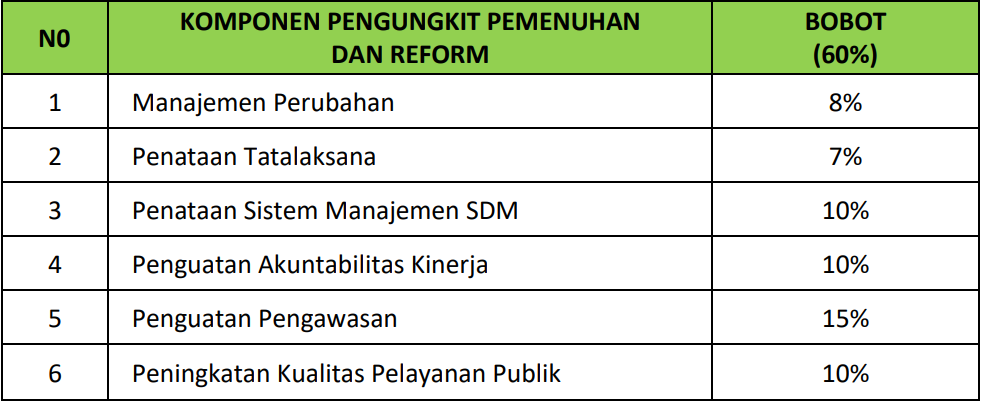 N0 KOMPONEN PENGUNGKIT PEMENUHAN DAN REFORM BOBOT (60%)
1 Manajemen Perubahan 8%
2 Penataan Tatalaksana 7%
3 Penataan Sistem Manajemen SDM 10%
4 Penguatan Akuntabilitas Kinerja 10%
5 Penguatan Pengawasan 15%
6 Peningkatan Kualitas Pelayanan Publik 10%